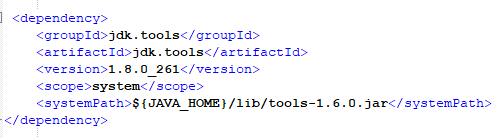 <dependency>
<groupId>jdk.tools</groupId>
<artifactId>jdk.tools</artifactId>
<version>1.8.0_261</version>
<scope>system</scope>
<systemPath>${JAVA_HOME}/lib/tools-1.6.0.jar</systemPath>
</dependency>